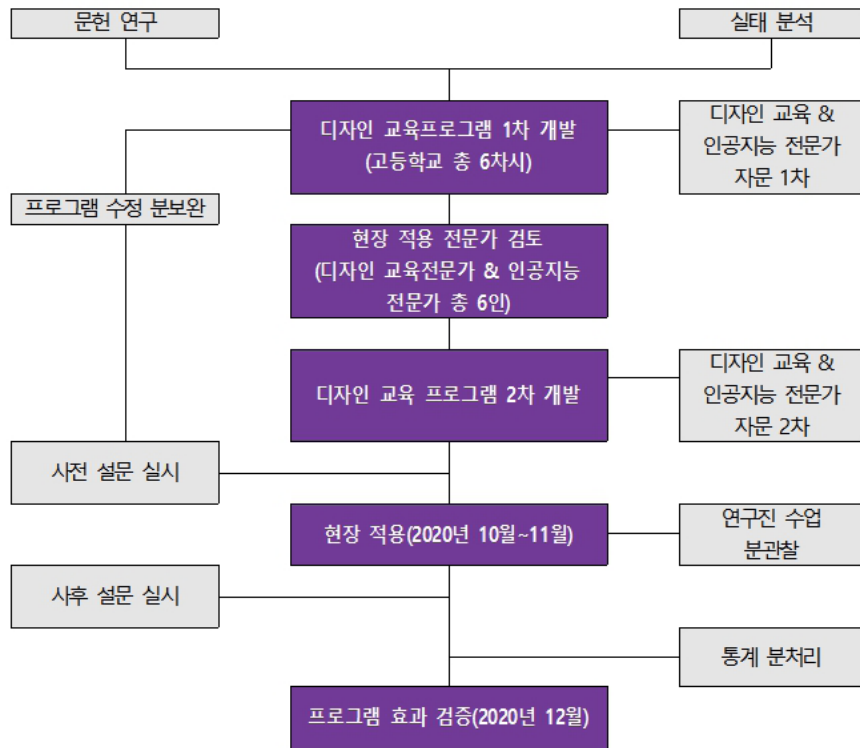 문헌 연구
실태 분석
디자인 교육프로그램 1차 개발
(고등학교 총 6차시)
디자인 교육 &
인공지능 전문가
자문 1차
프로그램 수정 분보완
현장 적용 전문가 검토
(디자인 교육전문가 & 인공지능
전문가 총 6인)
디자인 교육 프로그램 2차 개발
디자인 교육 &
인공지능 전문가
자문 2차
사전 설문 실시
현장 적용(2020년 10월~11월)
연구진 수업
분관찰
사후 설문 실시
통계 분처리
프로그램 효과 검증(2020년 12월)